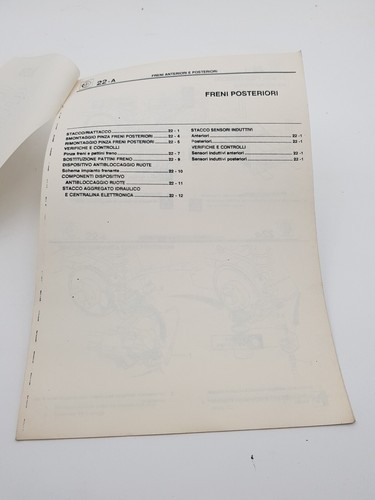 22-A
FRENI ANTERIORI E POSTERIORI
FRENI POSTERIORI
STACCO/RIATTACCO 22 - 1
SMONTAGGIO PINZA FRENI POSTERIORI 22 - 4
RIMONTAGGIO PINZA FRENI POSTERIORI 22 - 5
VERIFICHE E CONTROLLI
Pinze freni e pattini freno 22 - 7
SOSTITUZIONE PATTINI FRENO 22 - 9
DISPOSITIVO ANTIBLOCCAGGIO RUOTE
Schema impianto frenante 22 - 10
COMPONENTI DISPOSITIVO
ANTIBLOCCAGGIO RUOTE 22 - 11
STACCO AGGREGATO IDRAULICO
E CENTRALINA ELETTRONICA 22 - 12
STACCO SENSORI INDUTTIVI
Anteriori 22 -1
Posteriori 22 -1
VERIFICHE E CONTROLLI
Sensori induttivi anteriori 22 -1
Sensori induttivi posteriori 22 -1